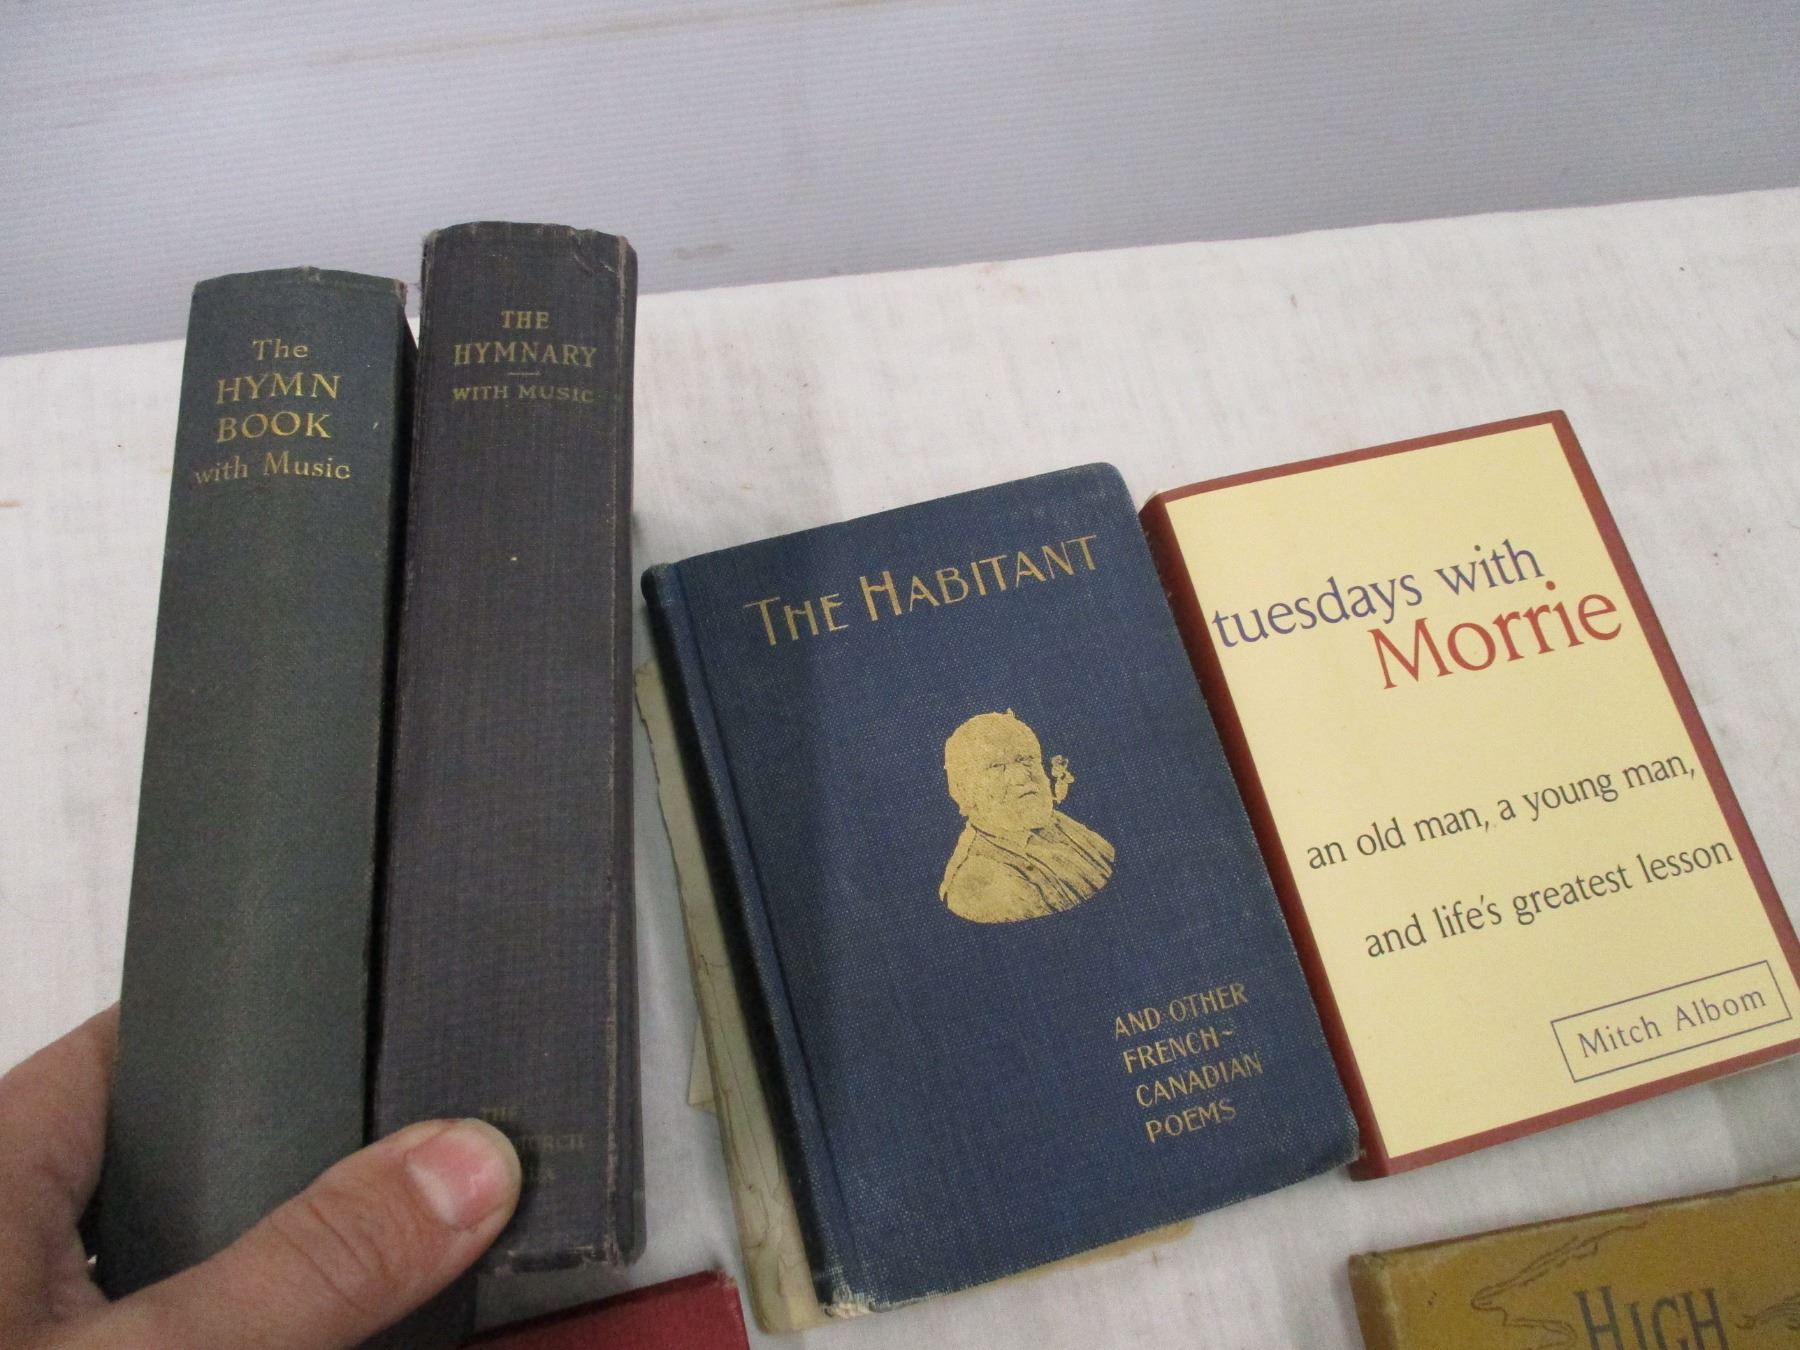 The
HYMN
BOOK
with Music
THE
HYMNARY
WITH MUSIC
THE
THE HABITANT
AND OTHER
FRENCH-
CANADIAN
POEMS
tuesdays with
Morrie
an old man, a young man,
and life's greatest lesson
Mitch Albom
HIGH